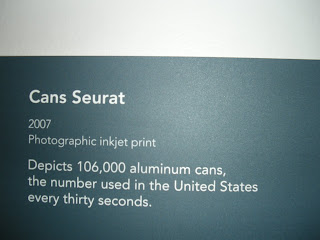 Cans Seurat
2007
Photographic inkjet print
Depicts 106,000 aluminum cans,
the number used in the United States
every thirty seconds.